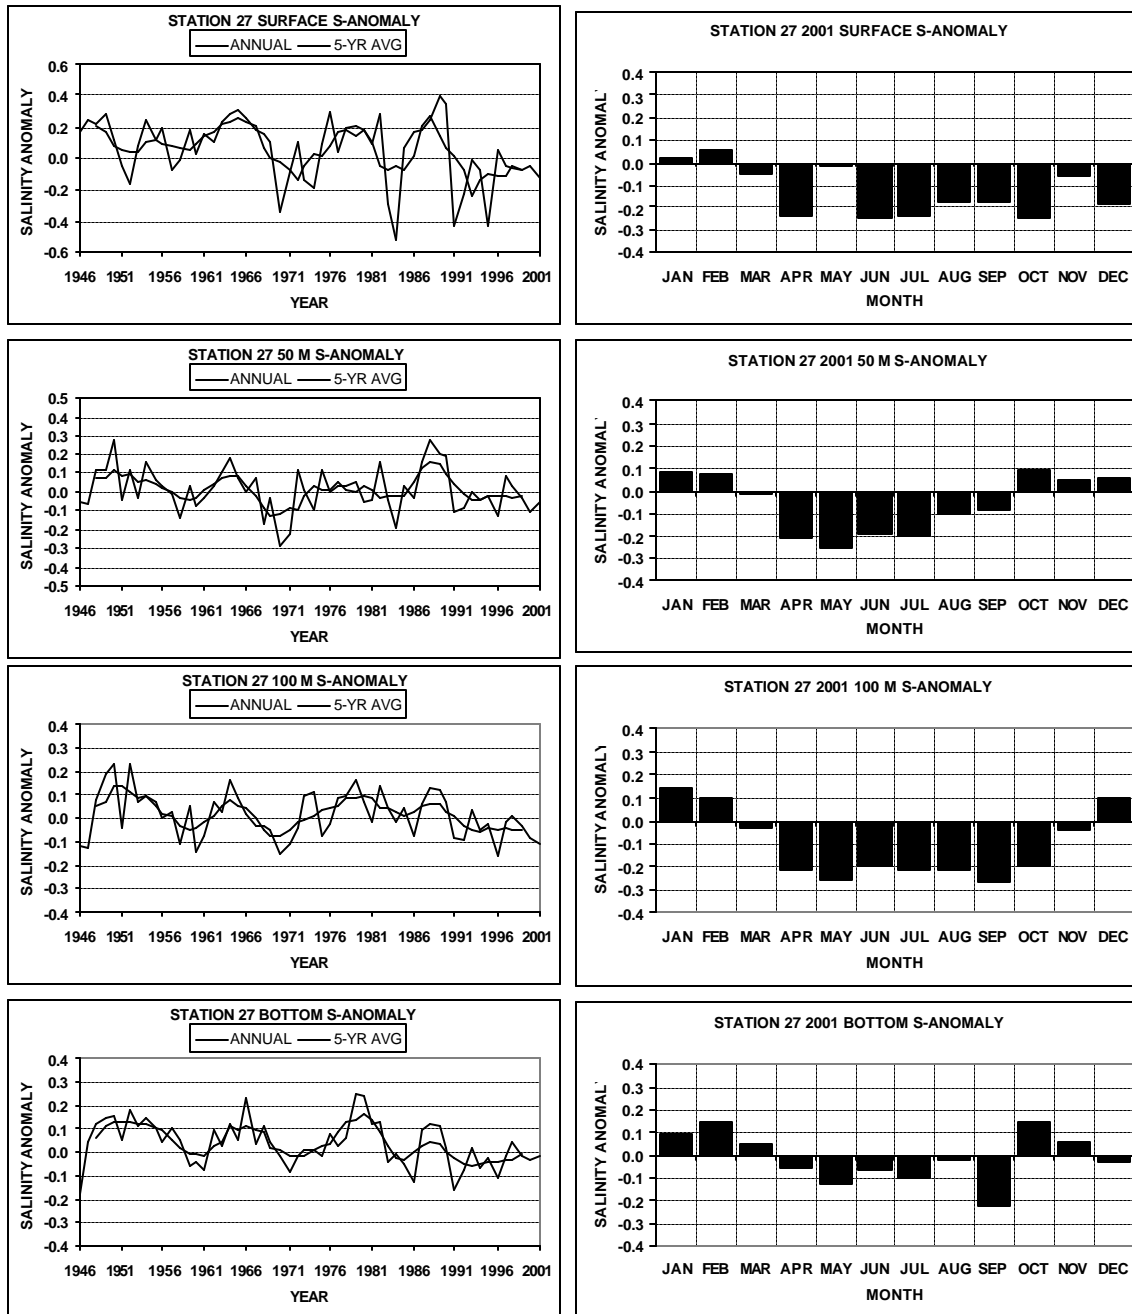 STATION 27 SURFACE S-ANOMALY
ANNUAL 5-YR AVG
SALINITY ANOMALY
0.6
0.4
0.2
0.0
-0.2
-0.4
-0.6
1946 1951 1956 1961 1966 1971 1976 1981 1986 1991 1996 2001
YEAR
STATION 27 2001 SURFACE S-ANOMALY
SALINITY ANOMAL
0.4
0.3
0.2
0.1
0.0
-0.1
-0.2
-0.3
-0.4
JAN FEB MAR APR MAY JUN JUL AUG SEP OCT NOV DEC
MONTH
STATION 27 50 M S-ANOMALY
ANNUAL 5-YR AVG
SALINITY ANOMALY
0.5
0.4
0.3
0.2
0.1
0.0
-0.1
-0.2
-0.3
-0.4
-0.5
1946 1951 1956 1961 1966 1971 1976 1981 1986 1991 1996 2001
YEAR
STATION 27 2001 50 M S-ANOMALY
SALINITY ANOMAL
0.4
0.3
0.2
0.1
0.0
-0.1
-0.2
-0.3
-0.4
JAN FEB MAR APR MAY JUN JUL AUG SEP OCT NOV DEC
MONTH
STATION 27 100 M S-ANOMALY
ANNUAL 5-YR AVG
SALINITY ANOMALY
0.4
0.3
0.2
0.1
0.0
-0.1
-0.2
-0.3
-0.4
1946 1951 1956 1961 1966 1971 1976 1981 1986 1991 1996 2001
YEAR
STATION 27 2001 100 M S-ANOMALY
SALINITY ANOMALY
0.4
0.3
0.2
0.1
0.0
-0.1
-0.2
-0.3
-0.4
JAN FEB MAR APR MAY JUN JUL AUG SEP OCT NOV DEC
MONTH
STATION 27 BOTTOM S-ANOMALY
ANNUAL 5-YR AVG
SALINITY ANOMALY
0.4
0.3
0.2
0.1
0.0
-0.1
-0.2
-0.3
-0.4
1946 1951 1956 1961 1966 1971 1976 1981 1986 1991 1996 2001
YEAR
STATION 27 2001 BOTTOM S-ANOMALY
SALINITY ANOMAL
0.4
0.3
0.2
0.1
0.0
-0.1
-0.2
-0.3
-0.4
JAN FEB MAR APR MAY JUN JUL AUG SEP OCT NOV DEC
MONTH